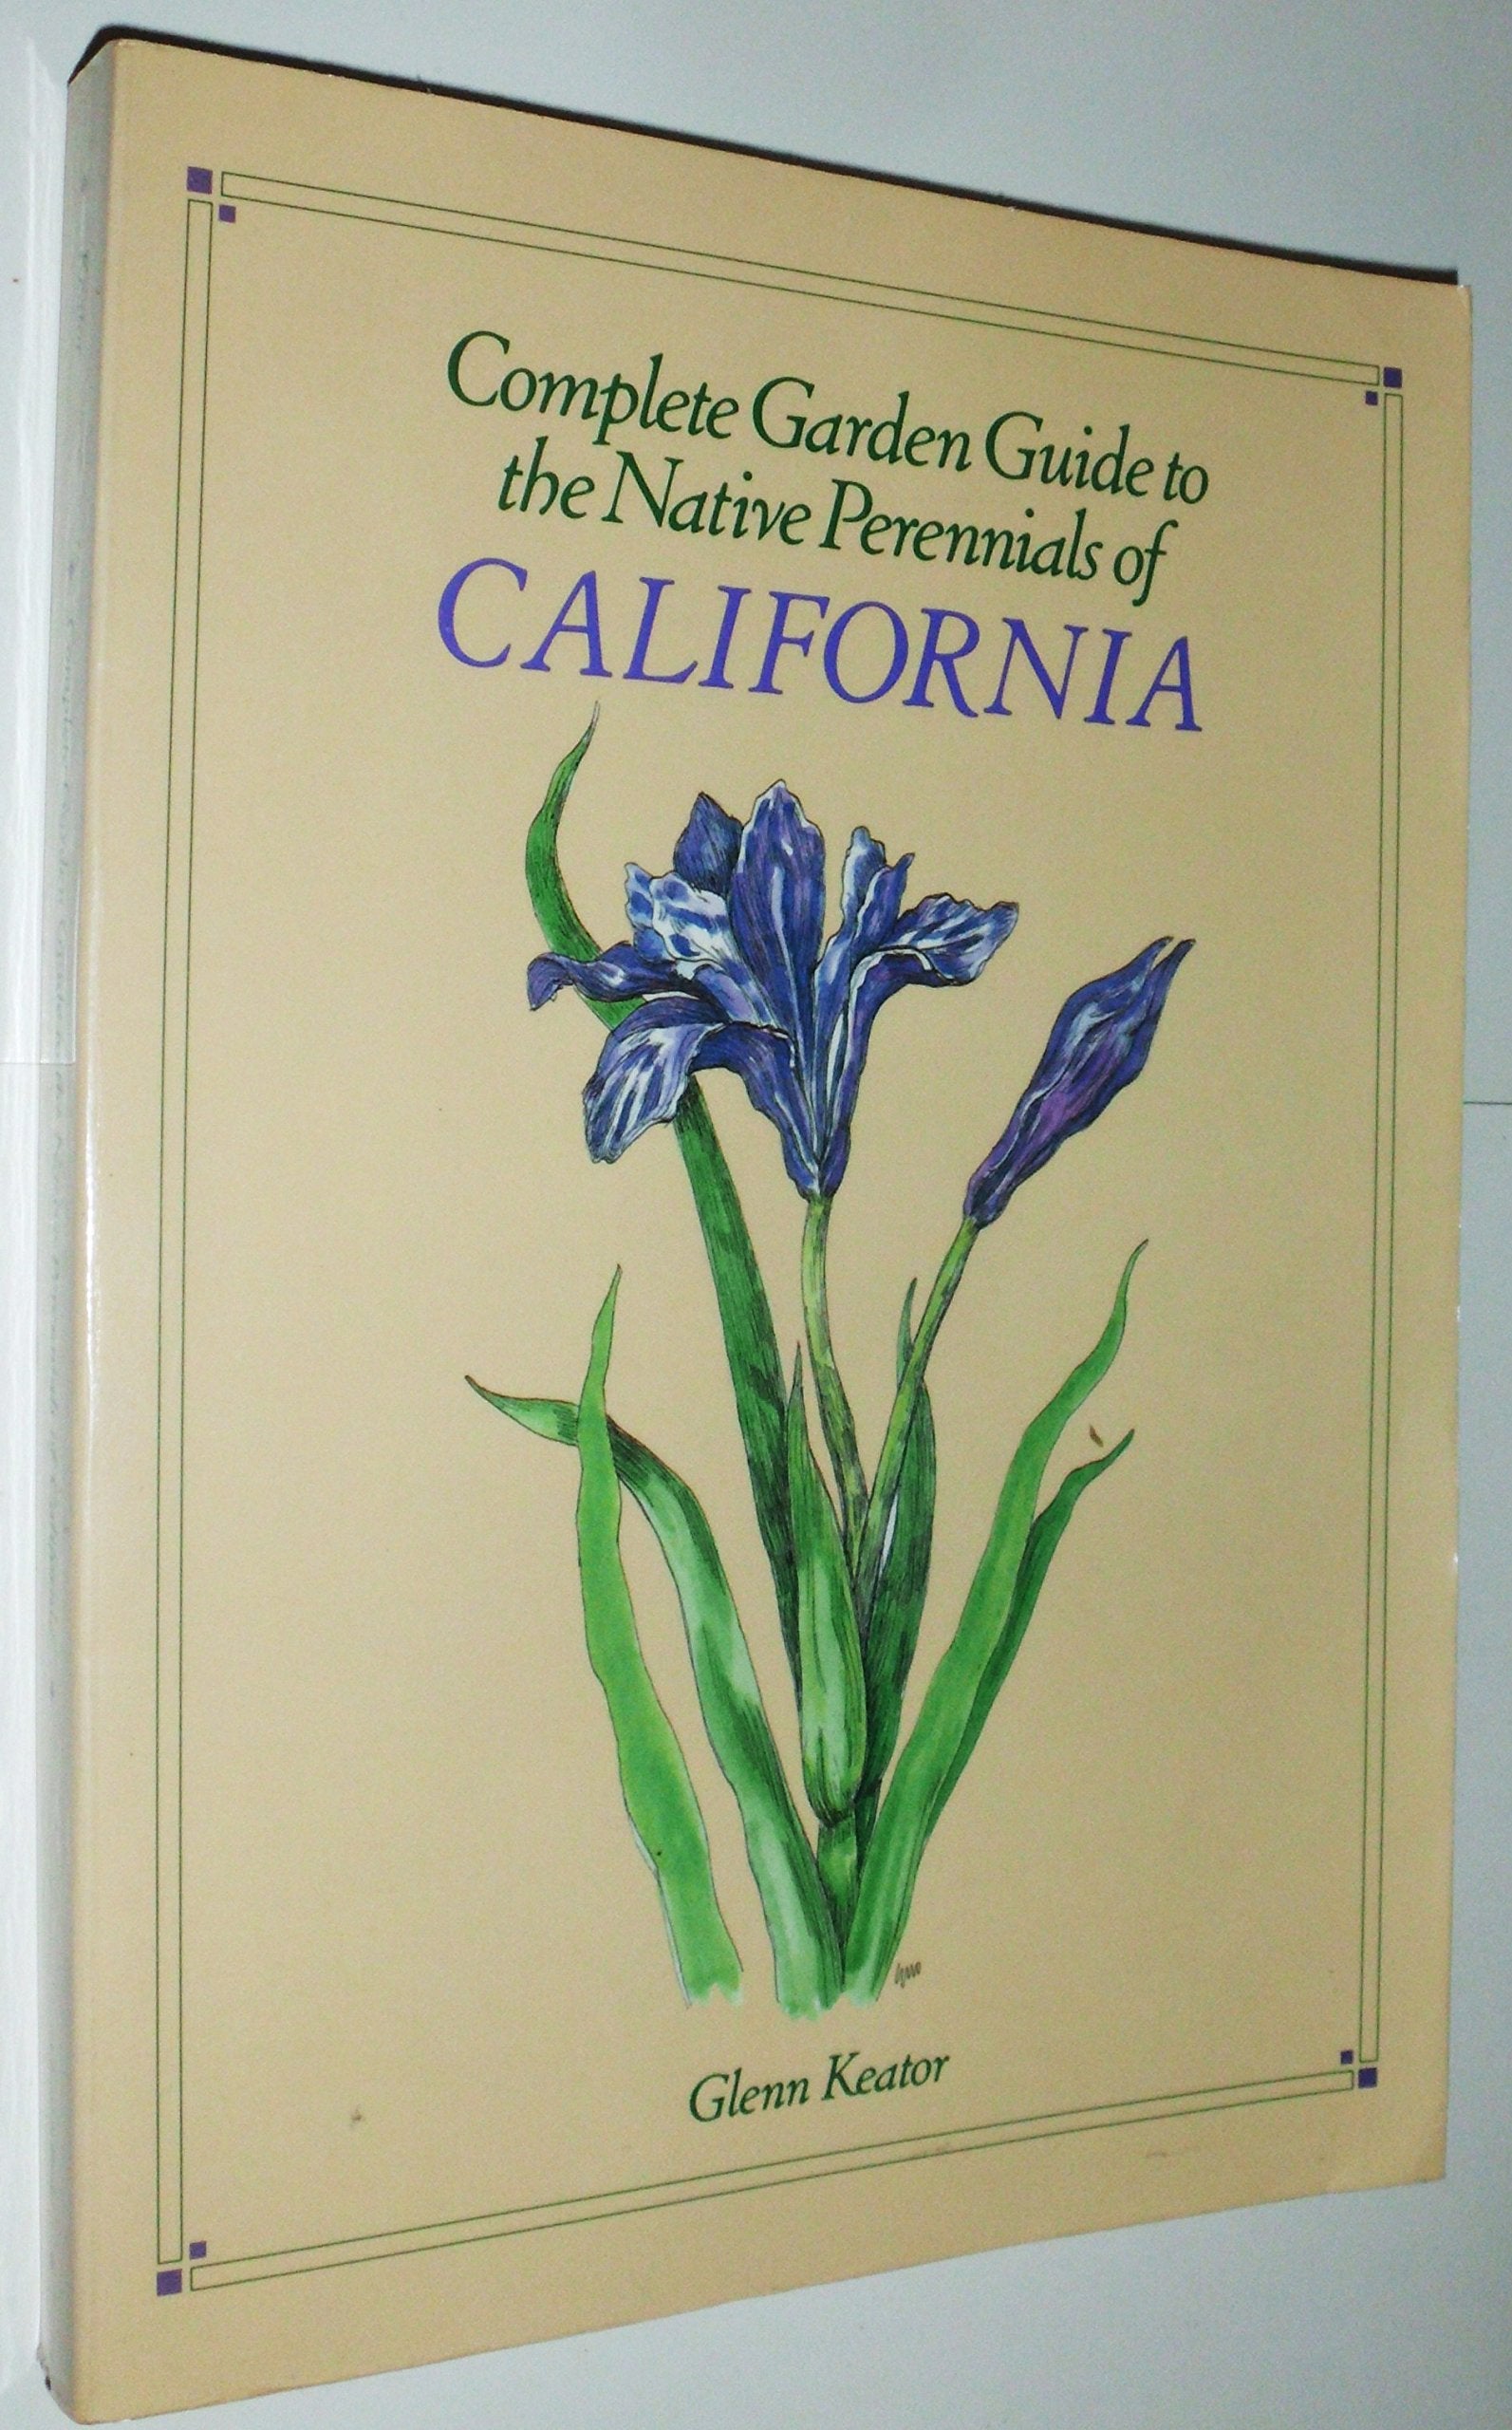 Complete Garden Guide to
the Native Perennials of
CALIFORNIA
Glenn Keator